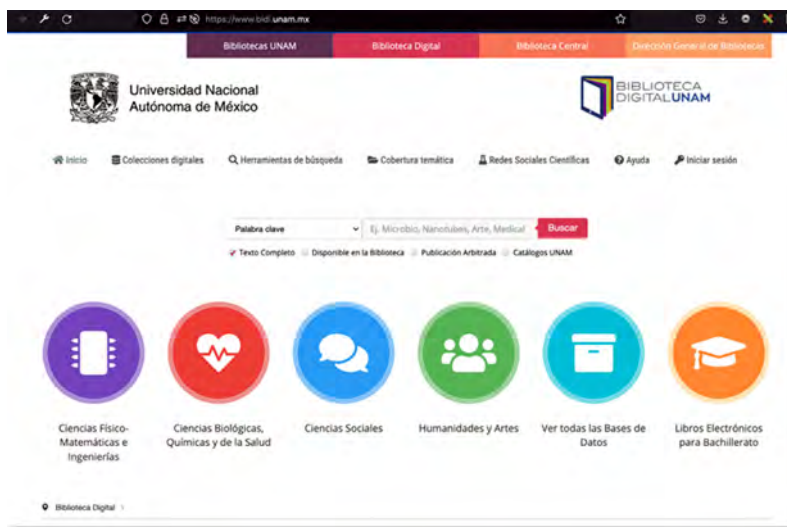 https://www.bidi.unam.mx
Bibliotecas UNAM
Biblioteca Digital
Biblioteca Central
Dirección General de Bibliotecas
Universidad Nacional
Autónoma de México
BIBLIOTECA
DIGITALUNAM
Inicio
Colecciones digitales
Herramientas de búsqueda
Cobertura temática
Redes Sociales Científicas
Ayuda
Iniciar sesión
Palabra clave
Ej. Microbio, Nanotubes, Arte, Medical
Buscar
Texto Completo
Disponible en la Biblioteca
Publicación Arbitrada
Catálogos UNAM
Ciencias Físico-
Matemáticas e
Ingenierías
Ciencias Biológicas,
Químicas y de la Salud
Ciencias Sociales
Humanidades y Artes
Ver todas las Bases de
Datos
Libros Electrónicos
para Bachillerato
Biblioteca Digital